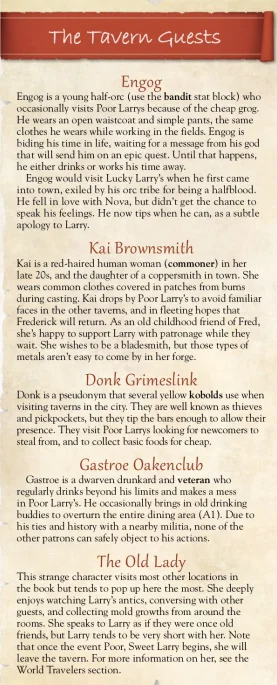 The Tavern Guests
Engog
Engog is a young half-orc (use the bandit stat block) who
occasionally visits Poor Larrys because of the cheap grog.
He wears an open waistcoat and simple pants, the same
clothes he wears while working in the fields. Engog is
biding his time in life, waiting for a message from his god
that will send him on an epic quest. Until that happens,
he either drinks or works his time away.
Engog would visit Lucky Larry's when he first came
into town, exiled by his orc tribe for being a halfblood.
He fell in love with Nova, but didn't get the chance to
speak his feelings. He now tips when he can, as a subtle
apology to Larry.
Kai Brownsmith
Kai is a red-haired human woman (commoner) in her
late 20s, and the daughter of a coppersmith in town. She
wears common clothes covered in patches from burns
during casting. Kai drops by Poor Larry's to avoid familiar
faces in the other taverns, and in fleeting hopes that
Frederick will return. As an old childhood friend of Fred,
she's happy to support Larry with patronage while they
wait. She wishes to be a bladesmith, but those types of
metals aren't easy to come by in her forge.
Donk Grimeslink
Donk is a pseudonym that several yellow kobolds use when
visiting taverns in the city. They are well known as thieves
and pickpockets, but they tip the bars enough to allow their
presence. They visit Poor Larrys looking for newcomers to
steal from, and to collect basic foods for cheap.
Gastroe Oakenclub
Gastroe is a dwarven drunkard and veteran who
regularly drinks beyond his limits and makes a mess
in Poor Larry's. He occasionally brings in old drinking
buddies to overturn the entire dining area (A1). Due to
his ties and history with a nearby militia, none of the
other patrons can safely object to his actions.
The Old Lady
This strange character visits most other locations in
the book but tends to pop up here the most. She deeply
enjoys watching Larry's antics, conversing with other
guests, and collecting mold growths from around the
rooms. She speaks to Larry as if they were once old
friends, but Larry tends to be very short with her. Note
that once the event Poor, Sweet Larry begins, she will
leave the tavern. For more information on her, see the
World Travelers section.